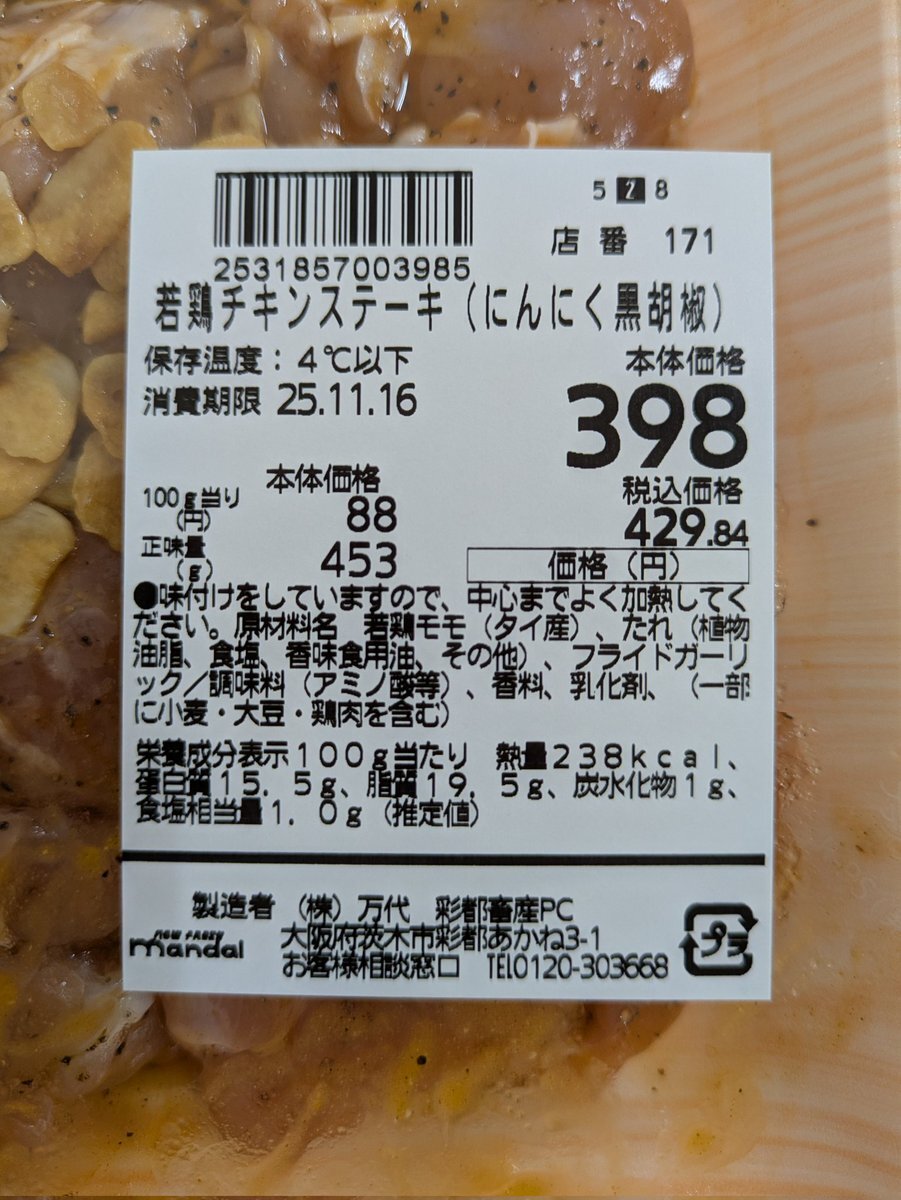 5 2 8
2531857003985
店番 171
若鶏チキンステーキ(にんにく黒胡椒)
保存温度:4℃以下
消費期限 25.11.16
本体価格
398
税込価格
429.84
価格(円)
本体価格
100g当り(円) 88
正味量(g) 453
●味付けをしていますので、中心までよく加熱してく
ださい。原材料名 若鶏モモ(タイ産)、たれ(植物
油脂、食塩、香味食用油、その他)、フライドガーリ
ック/調味料(アミノ酸等)、香料、乳化剤、(一部
に小麦・大豆・鶏肉を含む)
栄養成分表示100g当たり 熱量238kcal、
蛋白質15.5g、脂質19.5g、炭水化物1g、
食塩相当量1.0g(推定値)
製造者 (株)万代 彩都畜産PC
大阪府茨木市彩都あかね3-1
mandai
お客様相談窓口 TEL0120-303668
プラ